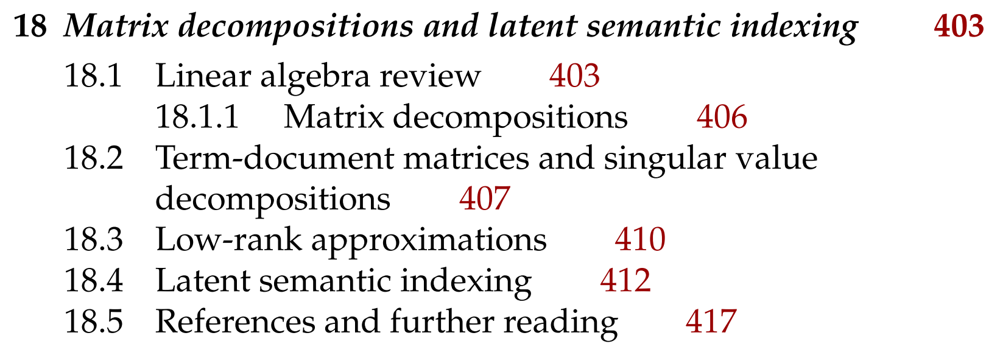 18 Matrix decompositions and latent semantic indexing 403
18.1 Linear algebra review 403
18.1.1 Matrix decompositions 406
18.2 Term-document matrices and singular value
decompositions 407
18.3 Low-rank approximations 410
18.4 Latent semantic indexing 412
18.5 References and further reading 417